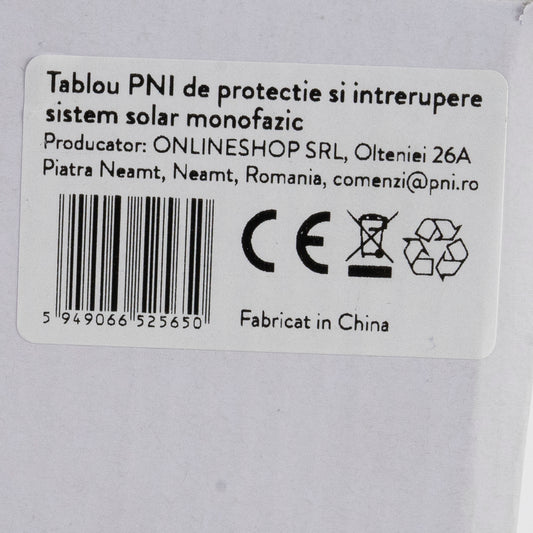 Tablou PNI de protectie si intrerupere
sistem solar monofazic
Producator: ONLINESHOP SRL, Olteniei 26A
Piatra Neamt, Neamt, Romania, comenzi@pni.ro
CE
5 949066 525650
Fabricat in China